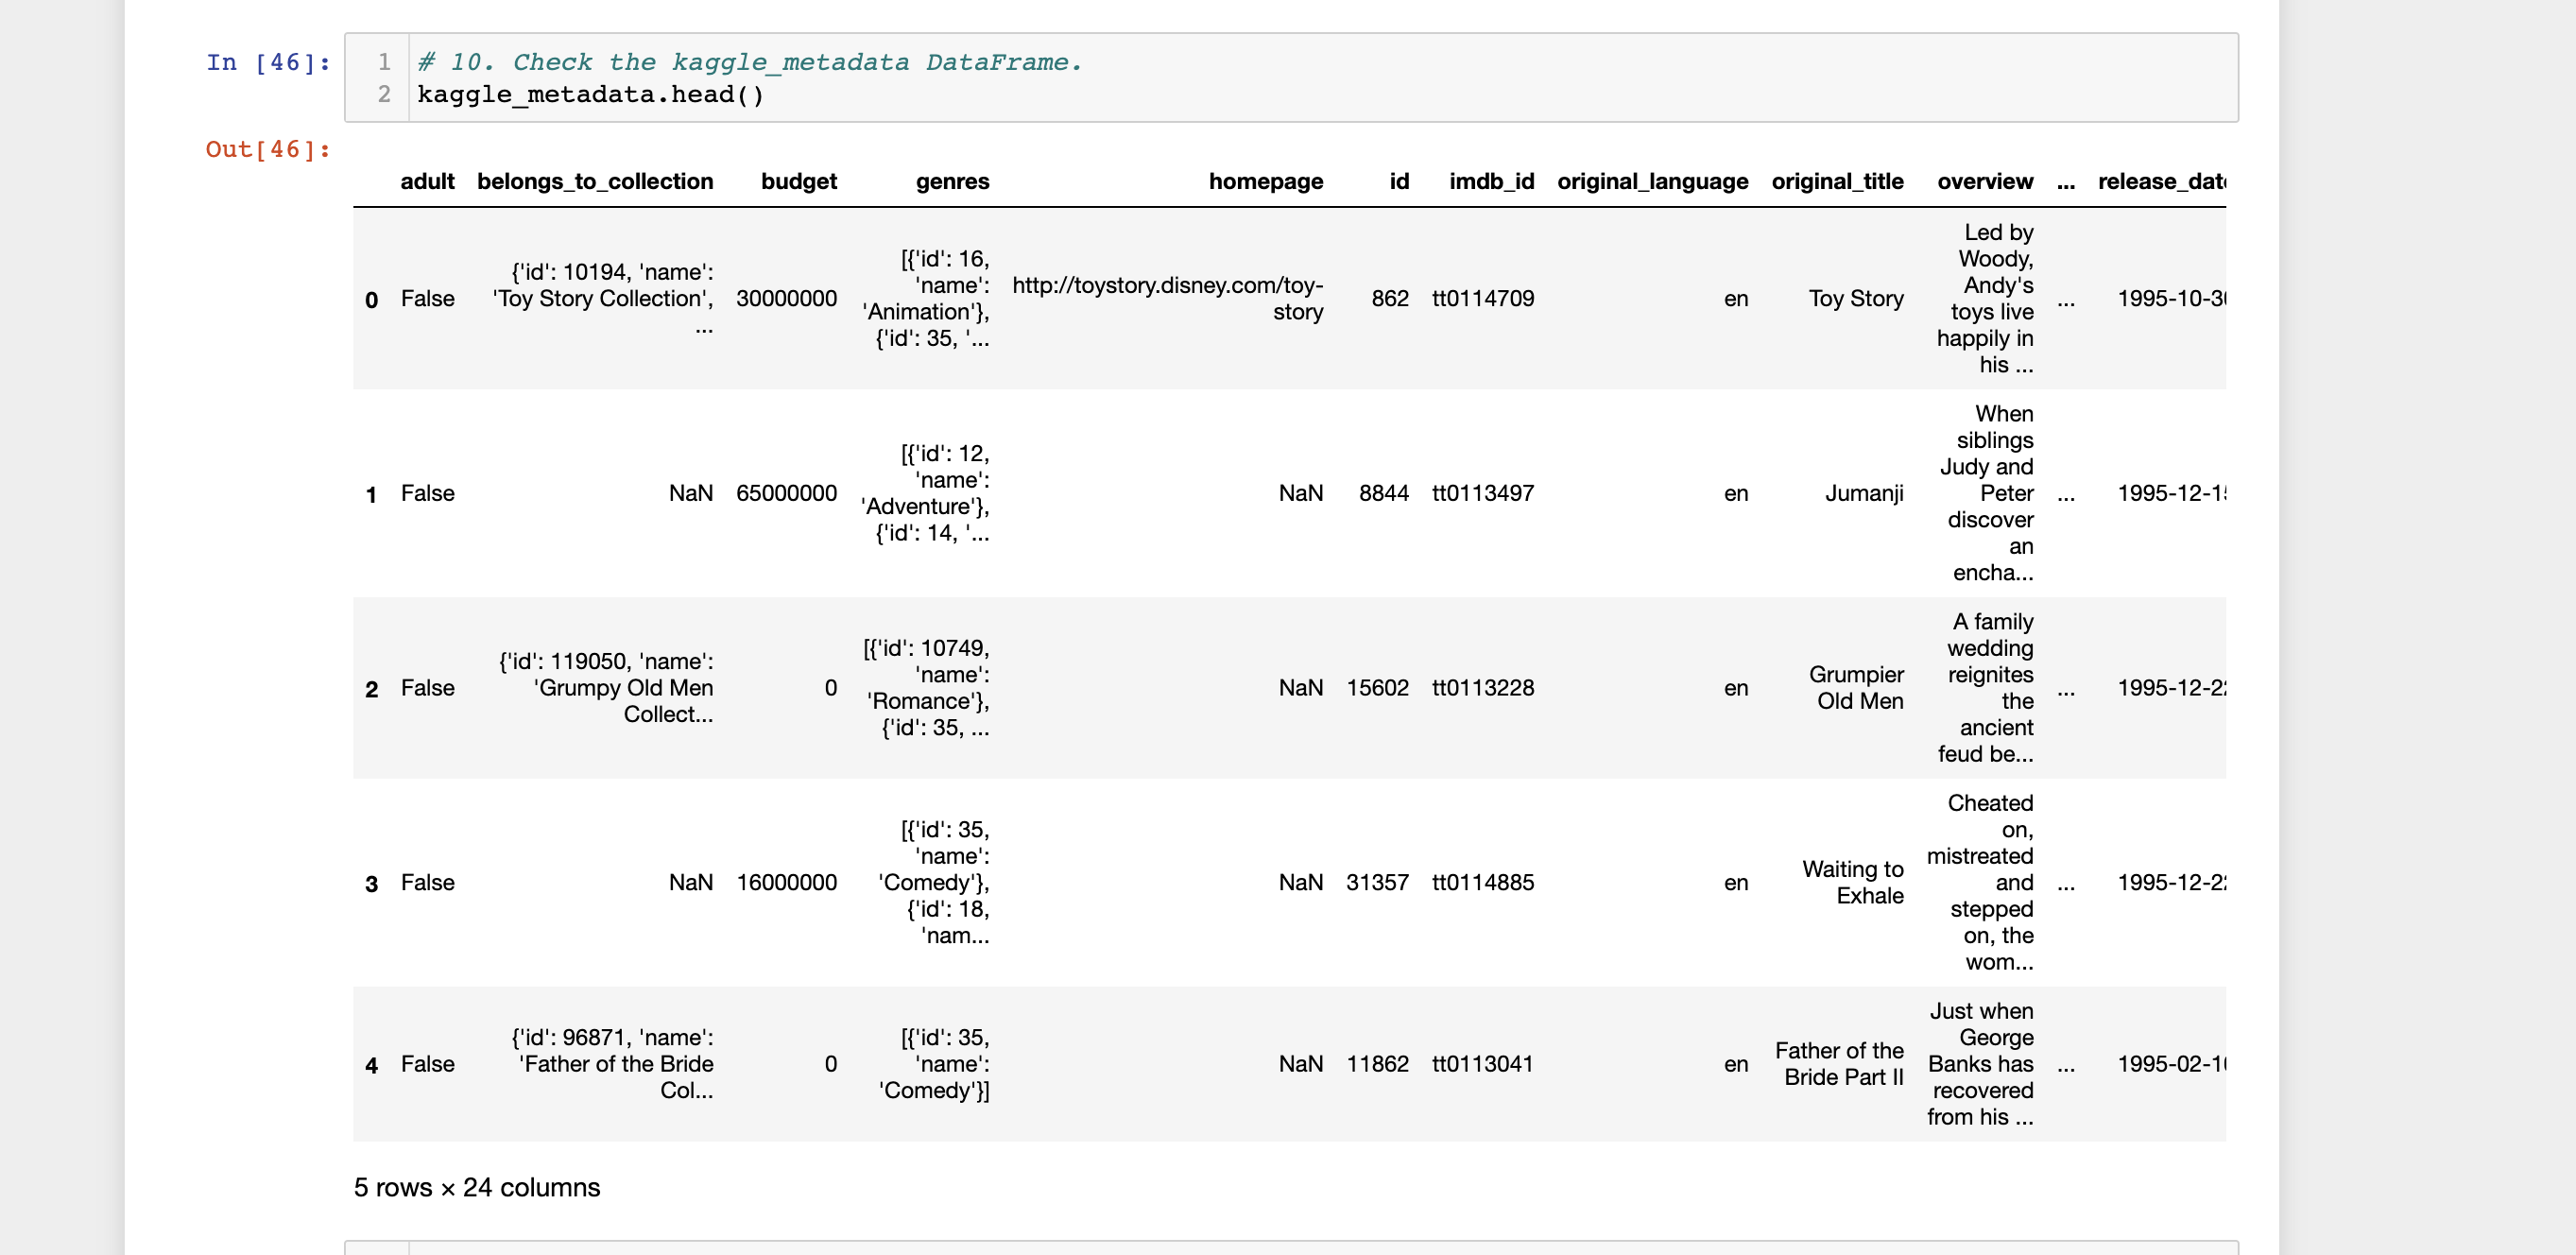 In [46]:
1 # 10. Check the kaggle_metadata DataFrame.
2 kaggle_metadata.head()
Out[46]:
adult belongs_to_collection budget genres homepage id imdb_id original_language original_title overview ... release_dat
0 False {'id': 10194, 'name': 'Toy Story Collection', ... 30000000 [{'id': 16, 'name': 'Animation'}, {'id': 35, '... http://toystory.disney.com/toy-story 862 tt0114709 en Toy Story Led by Woody, Andy's toys live happily in his ... ... 1995-10-3
1 False NaN 65000000 [{'id': 12, 'name': 'Adventure'}, {'id': 14, '... NaN 8844 tt0113497 en Jumanji When siblings Judy and Peter discover an encha... ... 1995-12-1
2 False {'id': 119050, 'name': 'Grumpy Old Men Collect... 0 [{'id': 10749, 'name': 'Romance'}, {'id': 35, ... NaN 15602 tt0113228 en Grumpier Old Men A family wedding reignites the ancient feud be... ... 1995-12-2
3 False NaN 16000000 [{'id': 35, 'name': 'Comedy'}, {'id': 18, 'nam... NaN 31357 tt0114885 en Waiting to Exhale Cheated on, mistreated and stepped on, the wom... ... 1995-12-2
4 False {'id': 96871, 'name': 'Father of the Bride Col... 0 [{'id': 35, 'name': 'Comedy'}] NaN 11862 tt0113041 en Father of the Bride Part II Just when George Banks has recovered from his ... ... 1995-02-1
5 rows × 24 columns